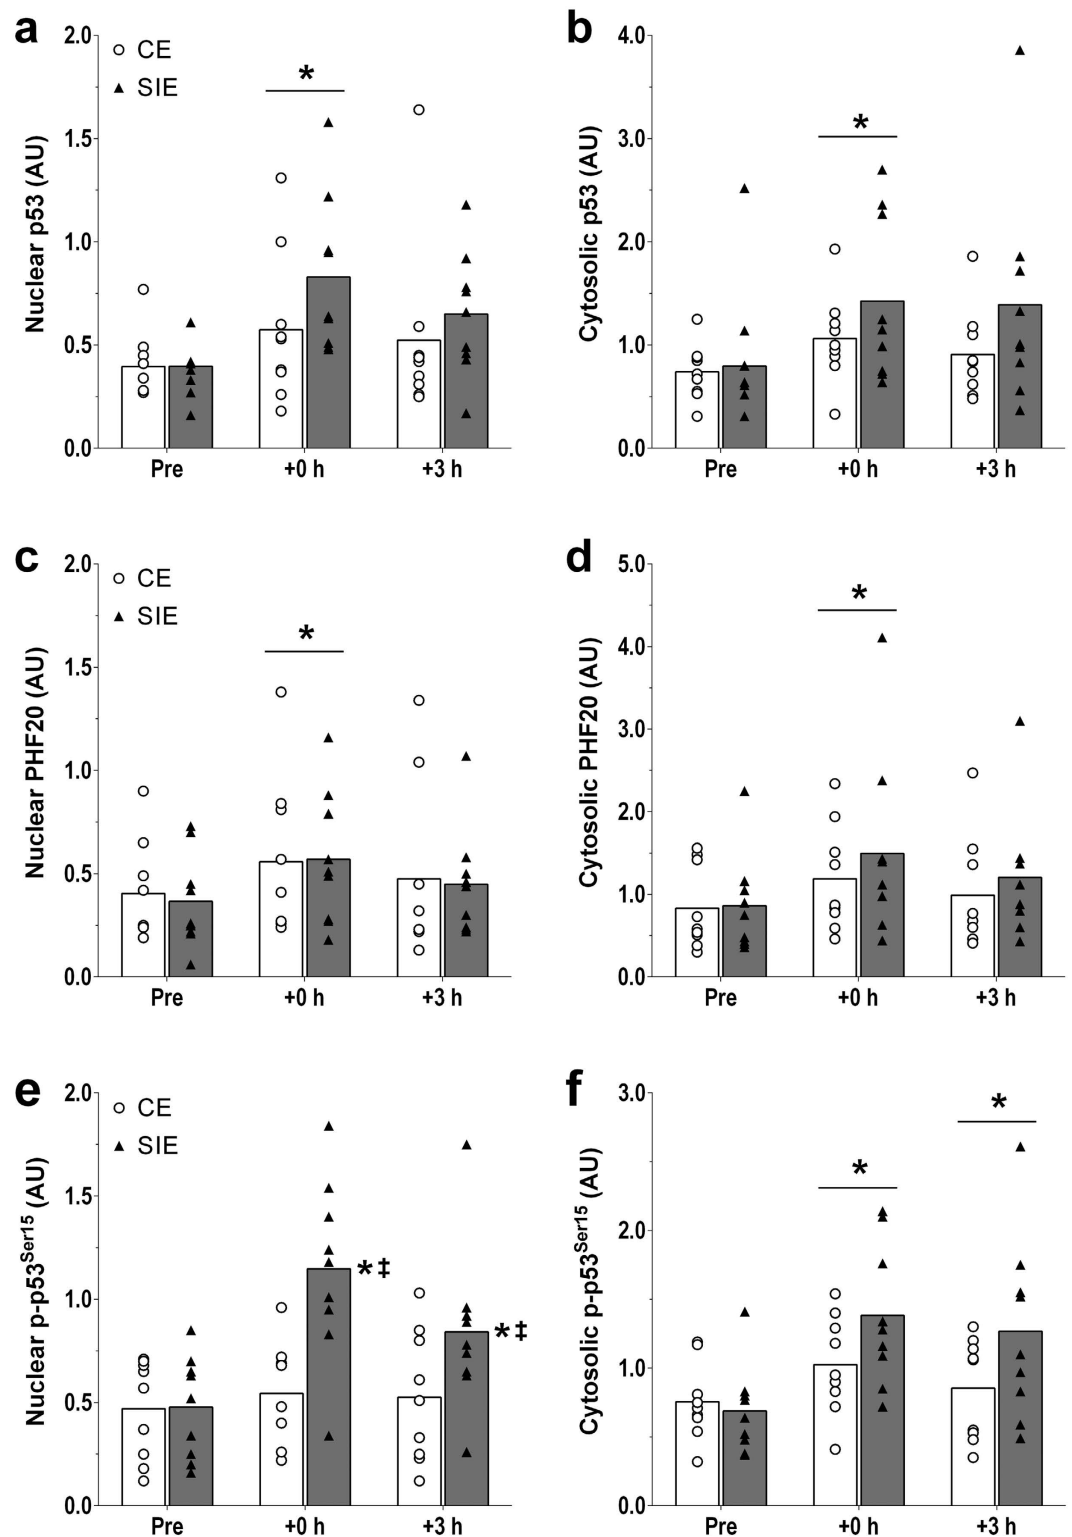 a
Nuclear p53 (AU)
2.0
1.5
1.0
0.5
0.0
CE
SIE
*
Pre
+0 h
+3 h
b
Cytosolic p53 (AU)
4.0
3.0
2.0
1.0
0.0
*
Pre
+0 h
+3 h
c
Nuclear PHF20 (AU)
2.0
1.5
1.0
0.5
0.0
CE
SIE
*
Pre
+0 h
+3 h
d
Cytosolic PHF20 (AU)
5.0
4.0
3.0
2.0
1.0
0.0
*
Pre
+0 h
+3 h
e
Nuclear p-p53^Ser15 (AU)
2.0
1.5
1.0
0.5
0.0
CE
SIE
*‡
*‡
Pre
+0 h
+3 h
f
Cytosolic p-p53^Ser15 (AU)
3.0
2.0
1.0
0.0
*
*
Pre
+0 h
+3 h